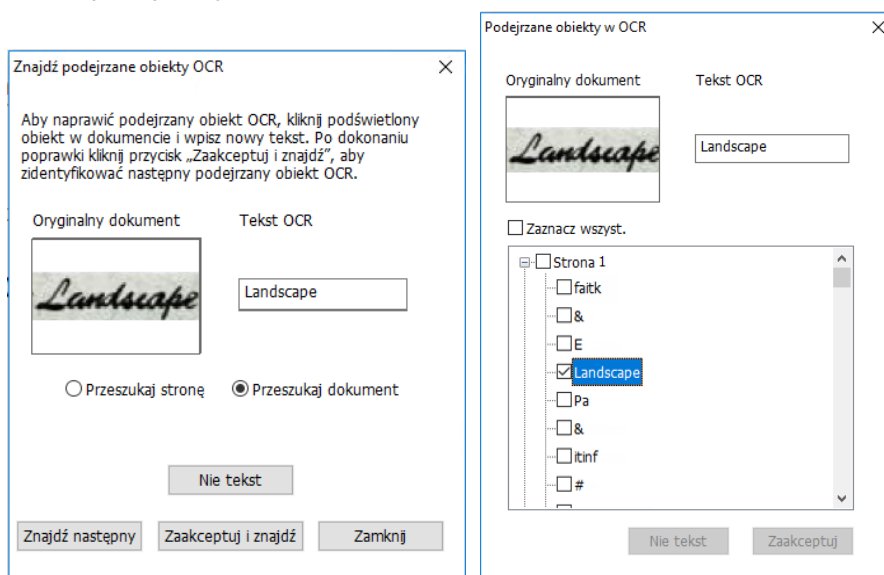 Znajdź podejrzane obiekty OCR
Aby naprawić podejrzany obiekt OCR, kliknij podświetlony
obiekt w dokumencie i wpisz nowy tekst. Po dokonaniu
poprawki kliknij przycisk „Zaakceptuj i znajdź”, aby
zidentyfikować następny podejrzany obiekt OCR.
Oryginalny dokument Tekst OCR
Landscape Landscape
Przeszukaj stronę Przeszukaj dokument
Nie tekst
Znajdź następny Zaakceptuj i znajdź Zamknij
Podejrzane obiekty w OCR
Oryginalny dokument Tekst OCR
Landscape Landscape
Zaznacz wszyst.
Strona 1
faitk
&
E
Landscape
Pa
&
itinf
#
Nie tekst Zaakceptuj